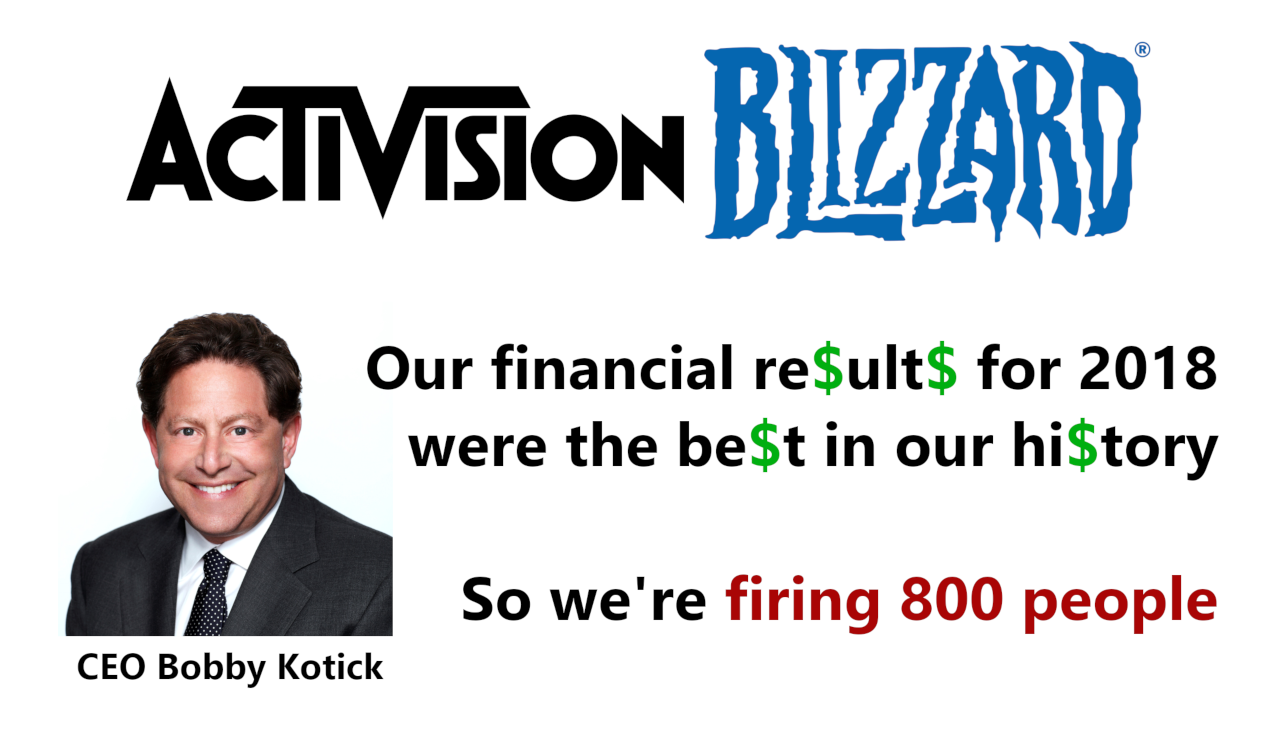 ACTIVISION BLIZZARD®
Our financial re$ult$ for 2018
were the be$t in our hi$tory
So we're firing 800 people
CEO Bobby Kotick